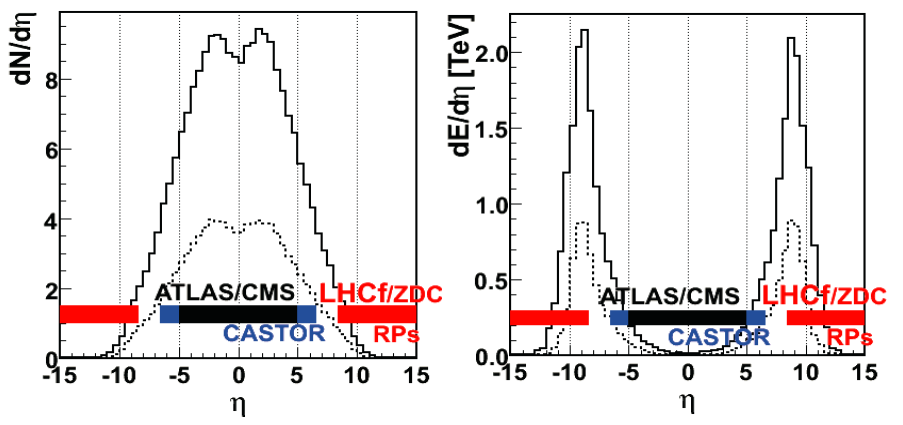 dN/dη
8
6
4
2
0
ATLAS/CMS
LHCf/ZDC
CASTOR
RPs
-15 -10 -5 0 5 10 15
η
dE/dη [TeV]
2.0
1.5
1.0
0.5
0.0
ATLAS/CMS
LHCf/ZDC
CASTOR
RPs
-15 -10 -5 0 5 10 15
η